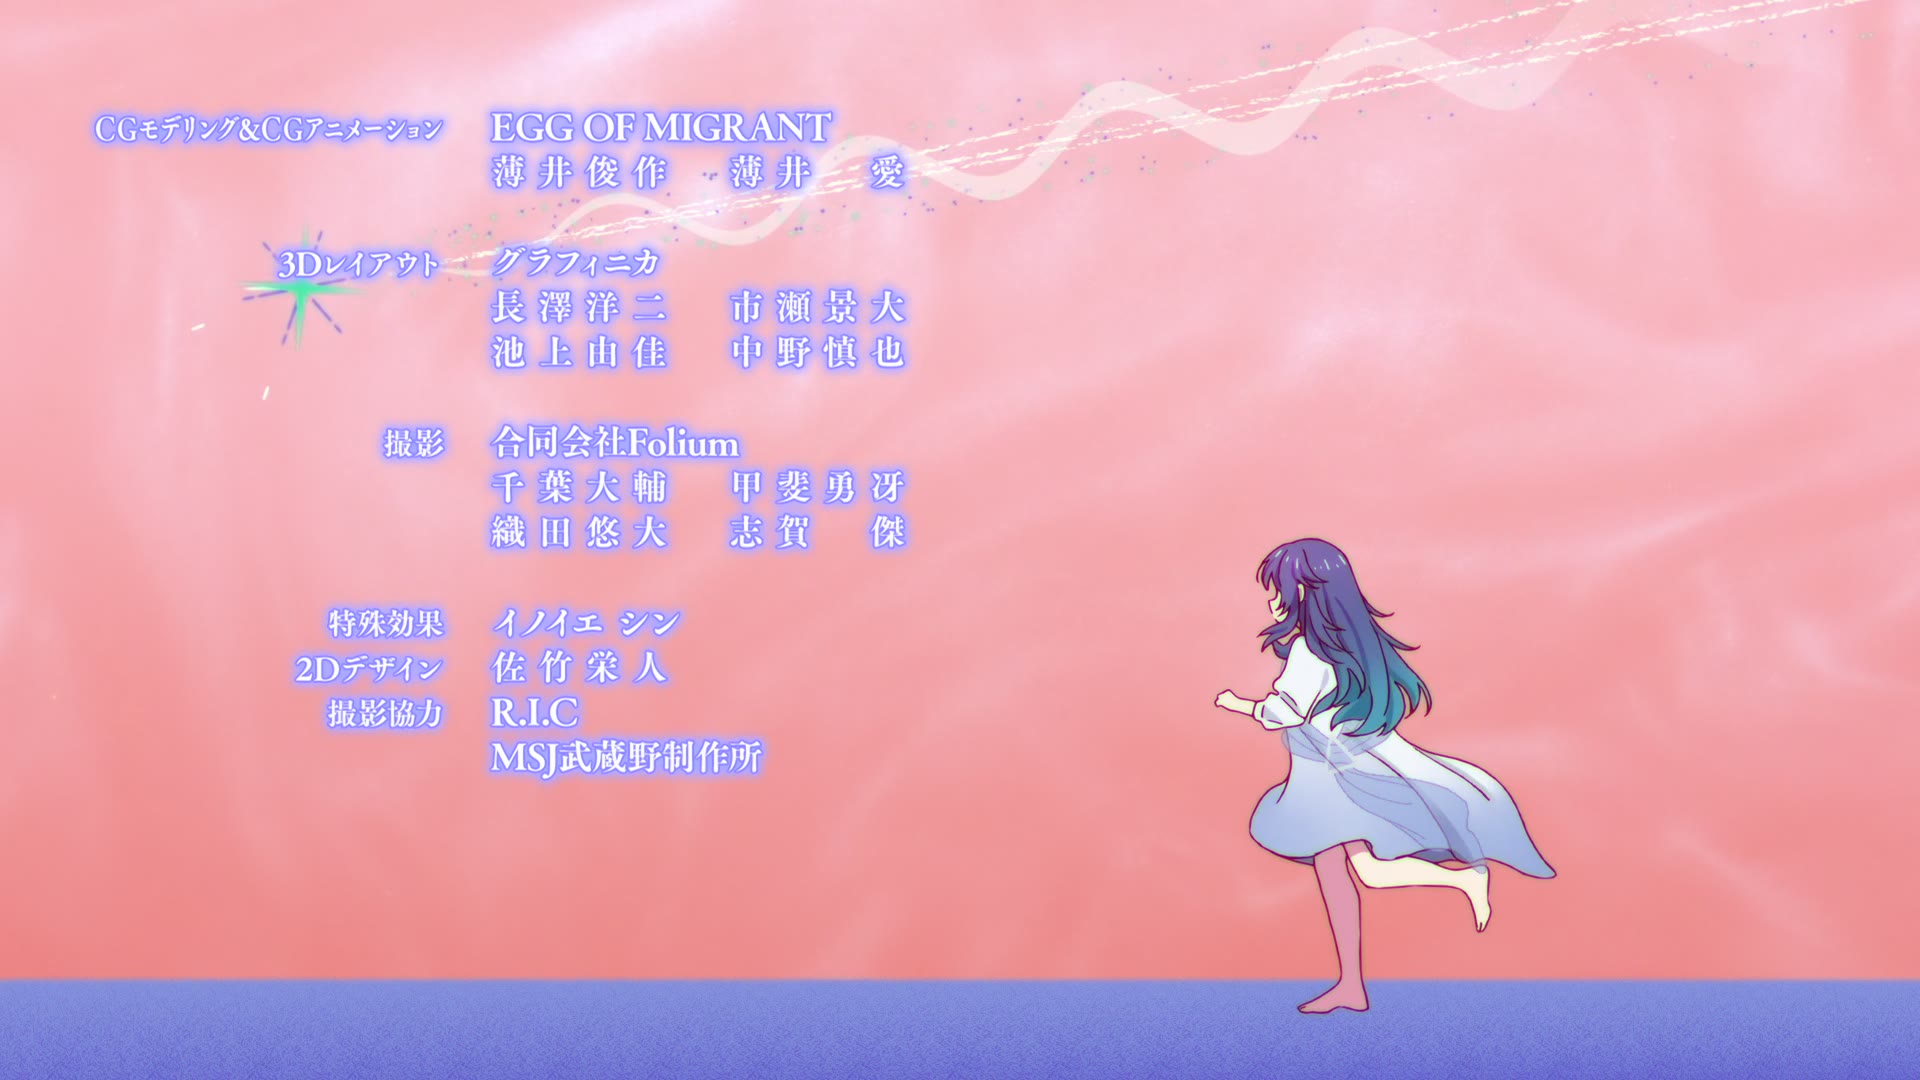 CGモデリング&CGアニメーション EGG OF MIGRANT
薄井俊作 薄井 愛
3Dレイアウト グラフィニカ
長澤洋二 市瀬景大
池上由佳 中野慎也
撮影 合同会社Folium
千葉大輔 甲斐勇冴
織田悠大 志賀 傑
特殊効果 イノイエ シン
2Dデザイン 佐竹栄人
撮影協力 R.I.C
MSJ武蔵野制作所